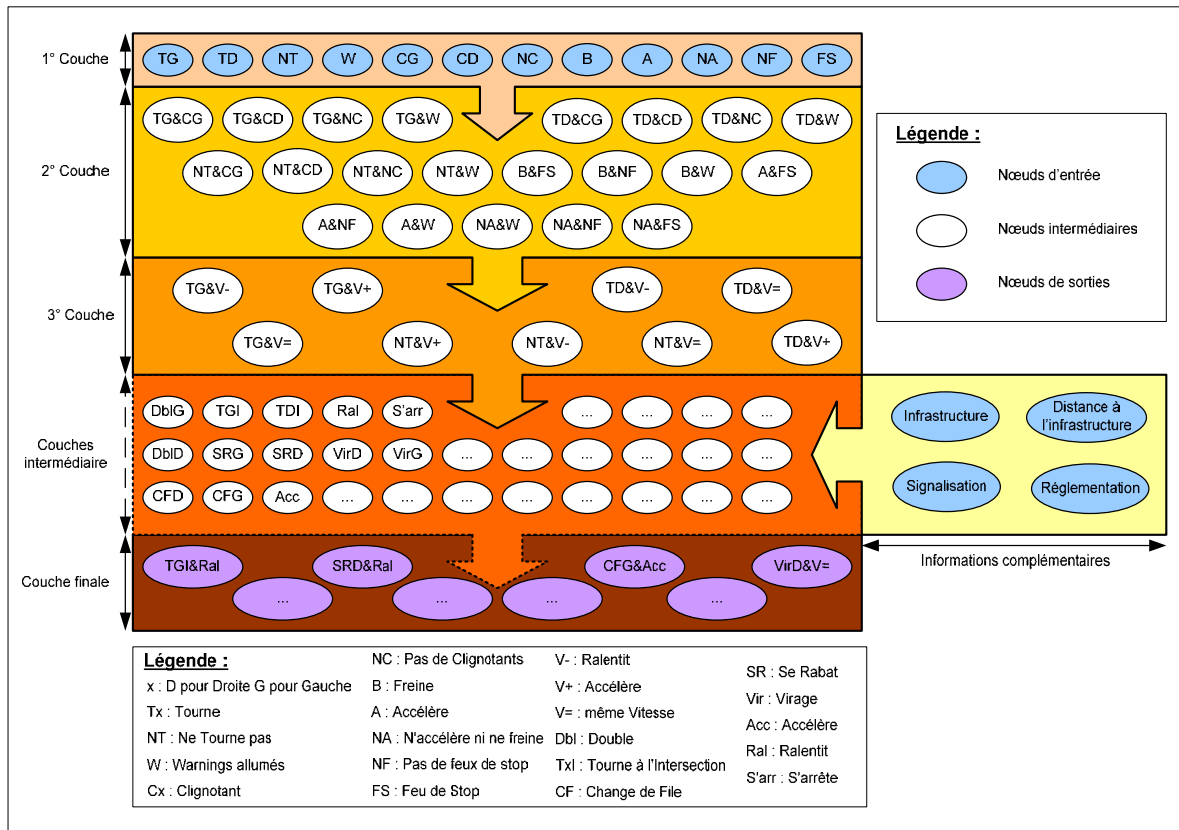 1° Couche
TG TD NT W CG CD NC B A NA NF FS
2° Couche
TG&CG TG&CD TG&NC TG&W TD&CG TD&CD TD&NC TD&W
NT&CG NT&CD NT&NC NT&W B&FS B&NF B&W A&FS
A&NF A&W NA&W NA&NF NA&FS
Légende :
Nœuds d'entrée
Nœuds intermédiaires
Nœuds de sorties
3° Couche
TG&V- TG&V+ TD&V- TD&V=
TG&V= NT&V+ NT&V- NT&V= TD&V+
Couches
intermédiaire
DblG TGI TDI Ral S'arr ... ... ... ...
DblD SRG SRD VirD VirG ... ... ... ... ... ...
CFD CFG Acc ... ... ... ... ... ... ... ...
Infrastructure
Distance à
l'infrastructure
Signalisation
Réglementation
Informations complémentaires
Couche finale
TGI&Ral SRD&Ral CFG&Acc VirD&V=
... ... ... ...
Légende :
x : D pour Droite G pour Gauche
Tx : Tourne
NT : Ne Tourne pas
W : Warnings allumés
Cx : Clignotant
NC : Pas de Clignotants
B : Freine
A : Accélère
NA : N'accélère ni ne freine
NF : Pas de feux de stop
FS : Feu de Stop
V- : Ralentit
V+ : Accélère
V= : même Vitesse
Dbl : Double
TxI : Tourne à l'Intersection
CF : Change de File
SR : Se Rabat
Vir : Virage
Acc : Accélère
Ral : Ralentit
S'arr : S'arrête